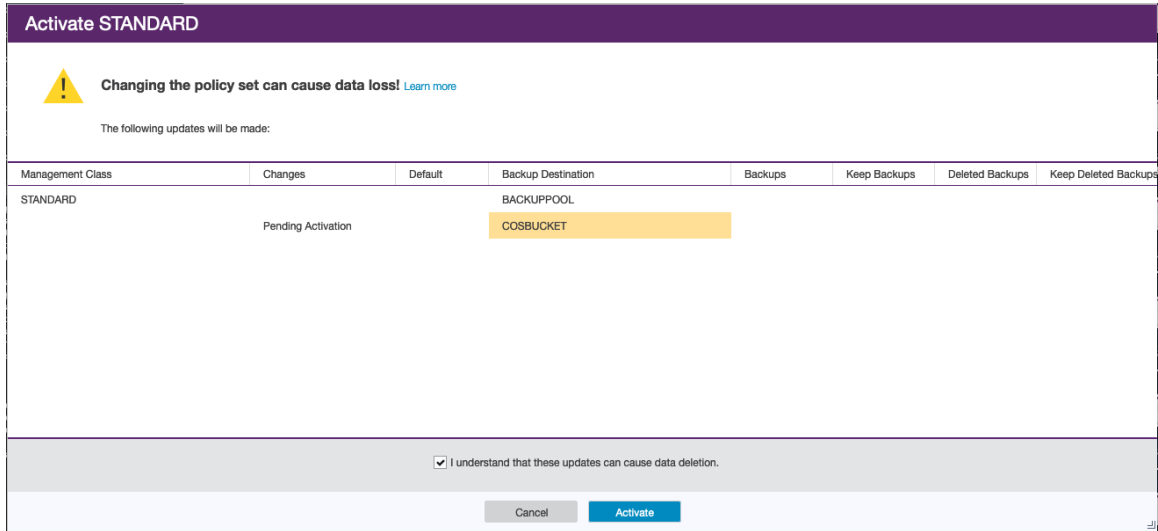 Activate STANDARD
Changing the policy set can cause data loss! Learn more
The following updates will be made:
Management Class Changes Default Backup Destination Backups Keep Backups Deleted Backups Keep Deleted Backups
STANDARD BACKUPPOOL
Pending Activation COSBUCKET
I understand that these updates can cause data deletion.
Cancel Activate